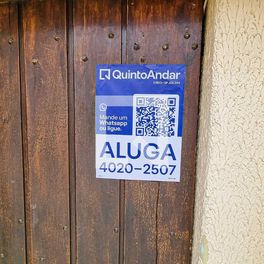 QuintoAndar
Mande um
Whatsapp
ou ligue.
ALUGA
4020-2507